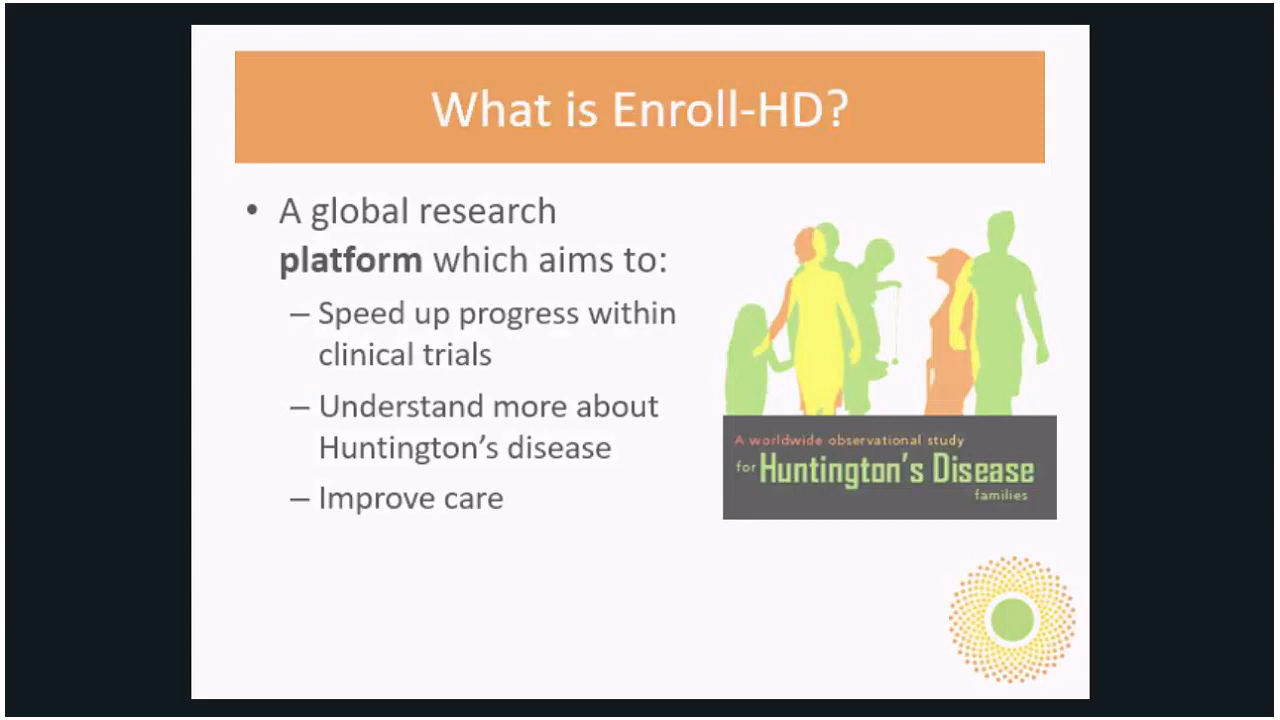 What is Enroll-HD?
• A global research
platform which aims to:
– Speed up progress within
clinical trials
– Understand more about
Huntington's disease
– Improve care
A worldwide observational study
for Huntington's Disease
families